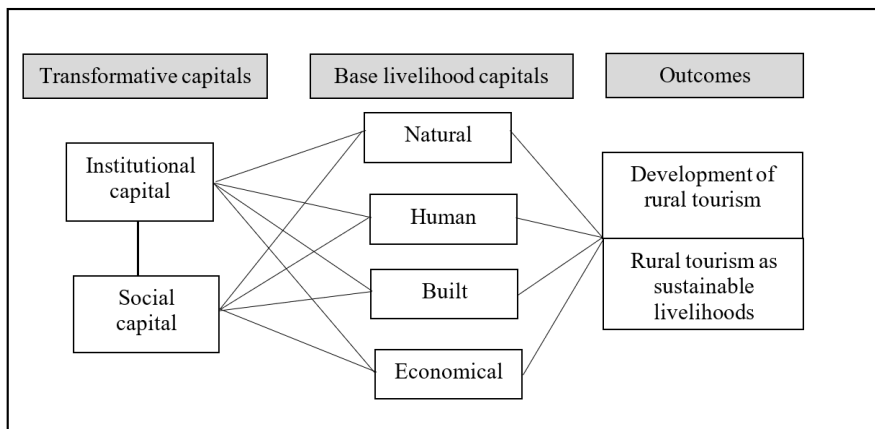 Transformative capitals
Base livelihood capitals
Outcomes
Institutional
capital
Social
capital
Natural
Human
Built
Economical
Development of
rural tourism
Rural tourism as
sustainable
livelihoods